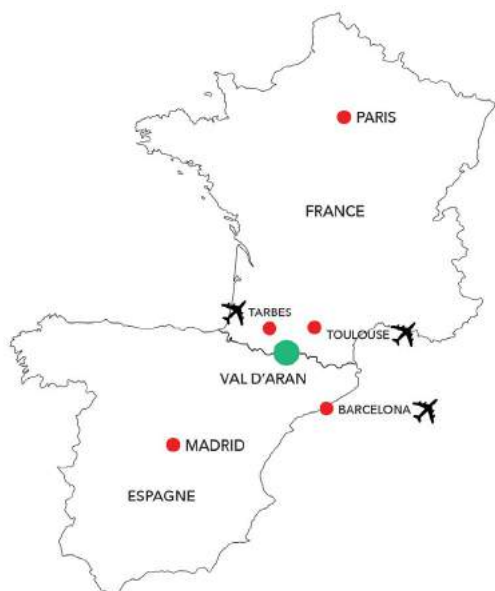 PARIS
FRANCE
TARBES
TOULOUSE
VAL D'ARAN
BARCELONA
MADRID
ESPAGNE